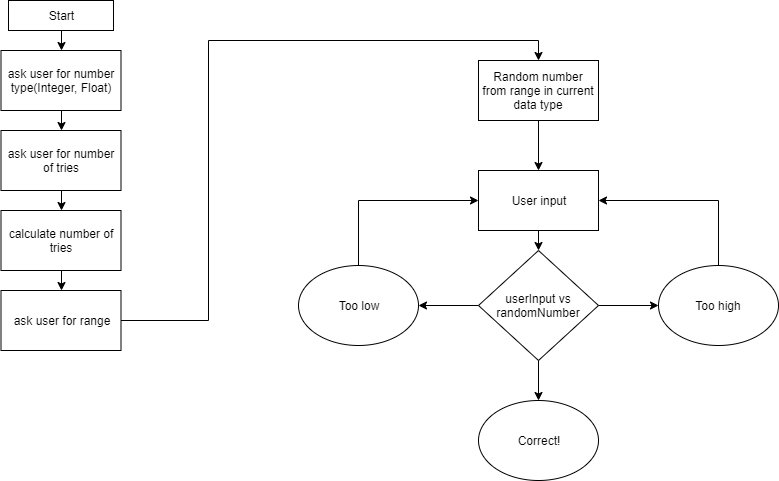 Start
ask user for number
type(Integer, Float)
ask user for number
of tries
calculate number of
tries
ask user for range
Random number
from range in current
data type
User input
userInput vs
randomNumber
Too low
Too high
Correct!